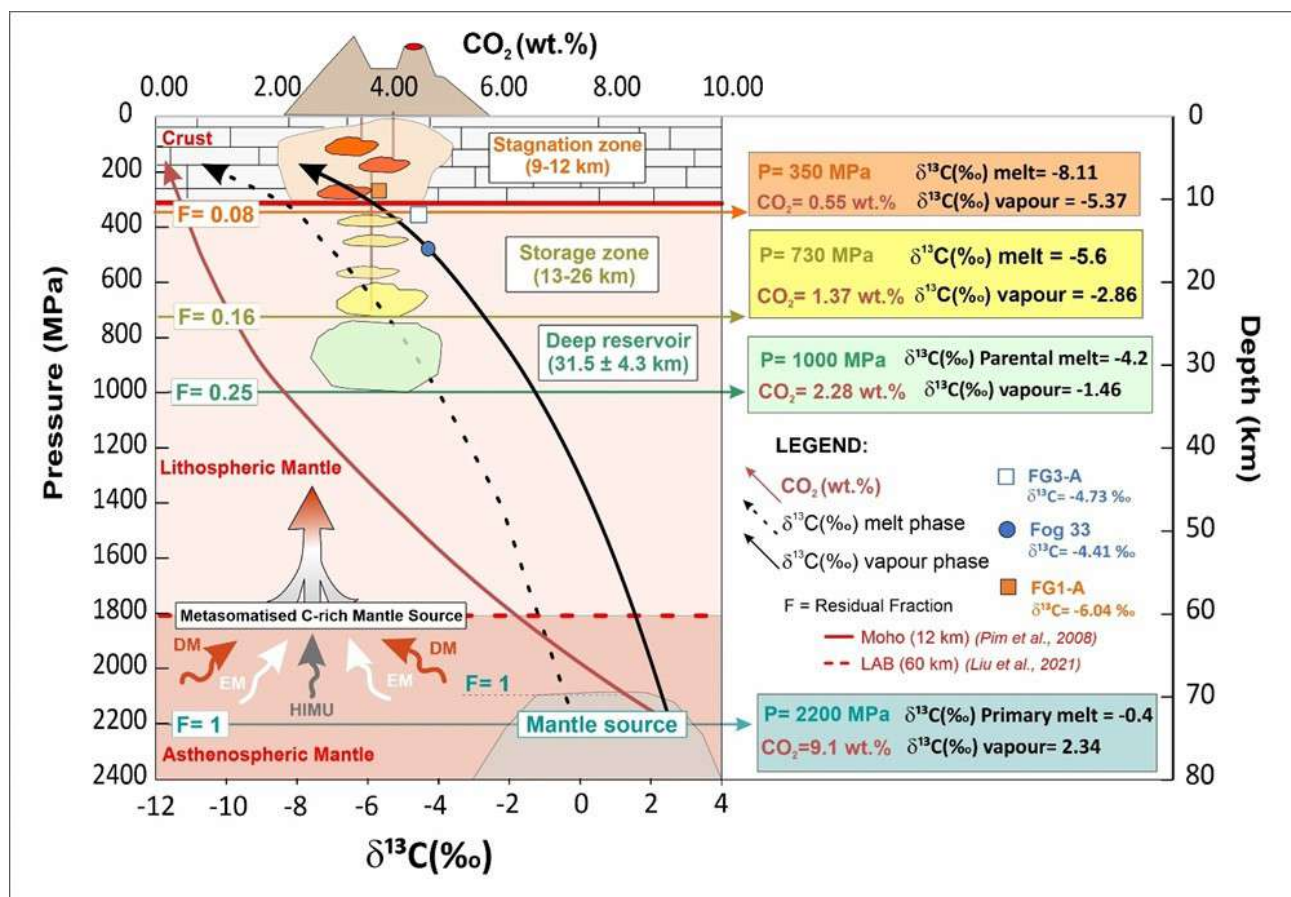 CO₂ (wt.%)
0.00 2.00 4.00 6.00 8.00 10.00
Pressure (MPa)
0
200
400
600
800
1000
1200
1400
1600
1800
2000
2200
2400
Crust
Stagnation zone
(9-12 km)
F= 0.08
Storage zone
(13-26 km)
F= 0.16
Deep reservoir
(31.5 ± 4.3 km)
F= 0.25
Lithospheric Mantle
Metasomatised C-rich Mantle Source
DM
DM
EM
EM
HIMU
F= 1
F= 1
Mantle source
Asthenospheric Mantle
-12 -10 -8 -6 -4 -2 0 2 4
δ¹³C(‰)
P= 350 MPa δ¹³C(‰) melt= -8.11
CO₂= 0.55 wt.% δ¹³C(‰) vapour = -5.37
P= 730 MPa δ¹³C(‰) melt = -5.6
CO₂= 1.37 wt.% δ¹³C(‰) vapour = -2.86
P= 1000 MPa δ¹³C(‰) Parental melt= -4.2
CO₂= 2.28 wt.% δ¹³C(‰) vapour= -1.46
LEGEND:
CO₂ (wt.%)
δ¹³C(‰) melt phase
δ¹³C(‰) vapour phase
F = Residual Fraction
FG3-A
δ¹³C= -4.73 ‰
Fog 33
δ¹³C= -4.41 ‰
FG1-A
δ¹³C= -6.04 ‰
Moho (12 km) (Pim et al., 2008)
LAB (60 km) (Liu et al., 2021)
P= 2200 MPa δ¹³C(‰) Primary melt = -0.4
CO₂=9.1 wt.% δ¹³C(‰) vapour= 2.34
0
10
20
30
40
50
60
70
80
Depth (km)